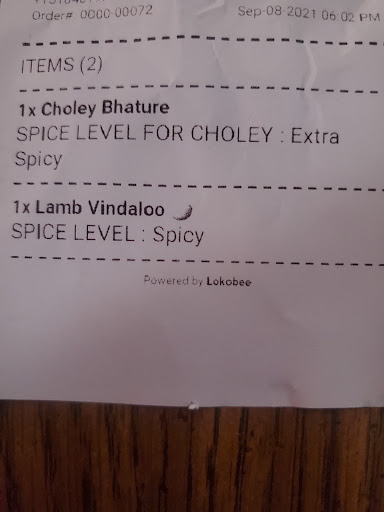 Order# 0000-00072 Sep-08-2021 06:02 PM
ITEMS (2)
1x Choley Bhature
SPICE LEVEL FOR CHOLEY : Extra
Spicy
1x Lamb Vindaloo
SPICE LEVEL : Spicy
Powered by Lokobee